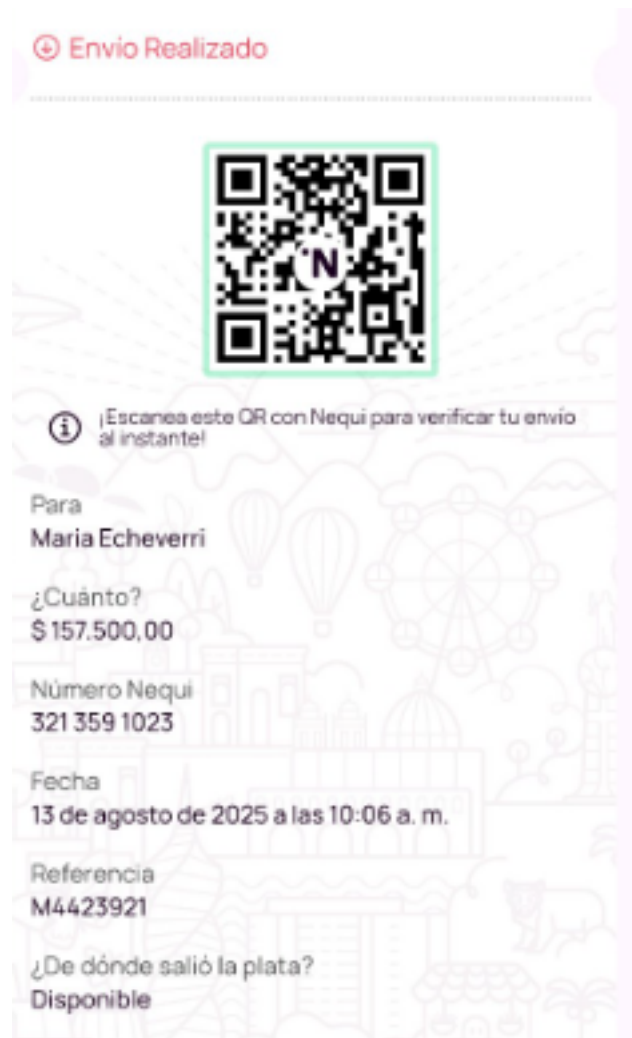 Envío Realizado
N
¡Escanea este QR con Nequi para verificar tu envío
al instante!
Para
Maria Echeverri
¿Cuánto?
$ 157.500,00
Número Nequi
321 359 1023
Fecha
13 de agosto de 2025 a las 10:06 a. m.
Referencia
M4423921
¿De dónde salió la plata?
Disponible